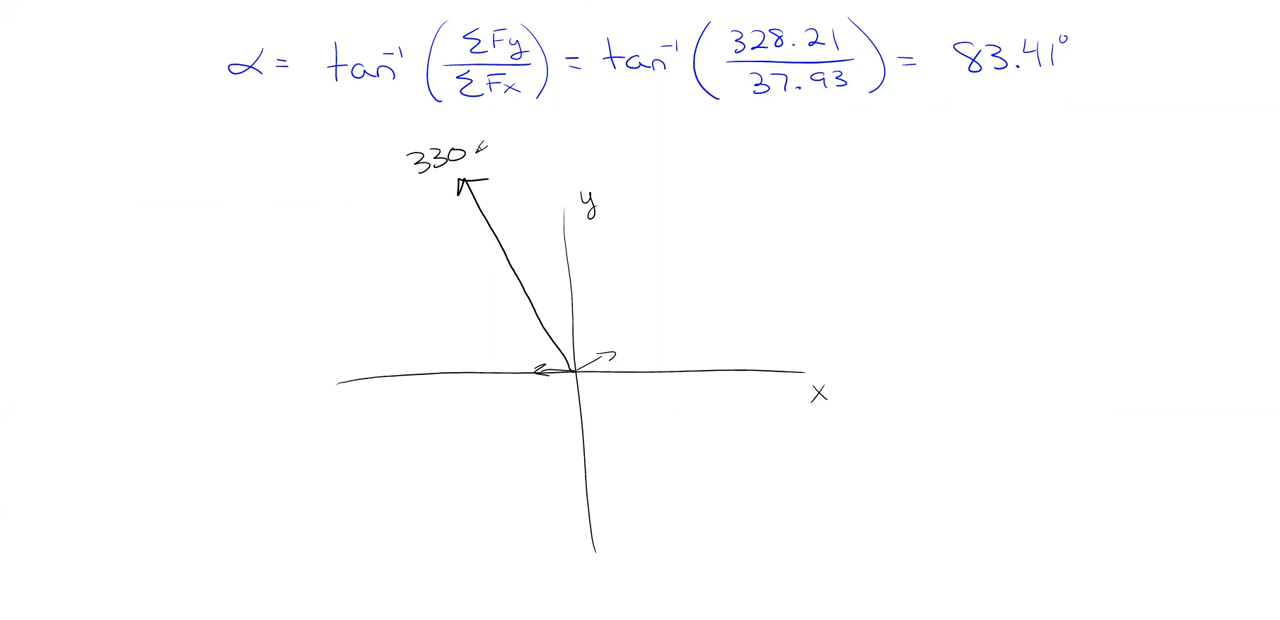 α = tan⁻¹ (ΣFy / ΣFx) = tan⁻¹ (328.21 / 37.93) = 83.41°
330
y
x